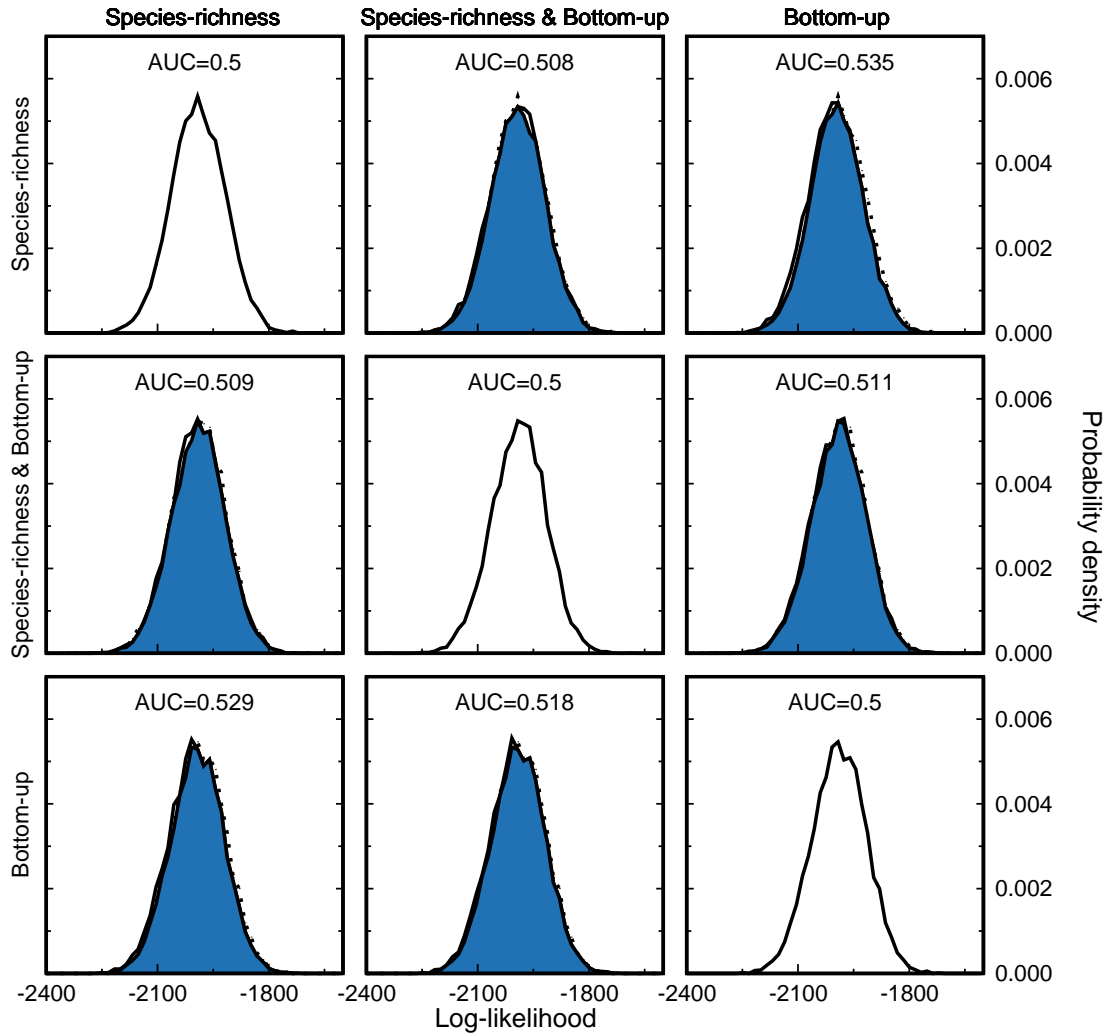 Species-richness Species-richness & Bottom-up Bottom-up
Species-richness
AUC=0.5
AUC=0.508
AUC=0.535
0.006
0.004
0.002
0.000
Species-richness & Bottom-up
AUC=0.509
AUC=0.5
AUC=0.511
0.006
0.004
0.002
0.000
Probability density
Bottom-up
AUC=0.529
AUC=0.518
AUC=0.5
0.006
0.004
0.002
0.000
-2400 -2100 -1800 -2100 -1800 -2100 -1800
Log-likelihood